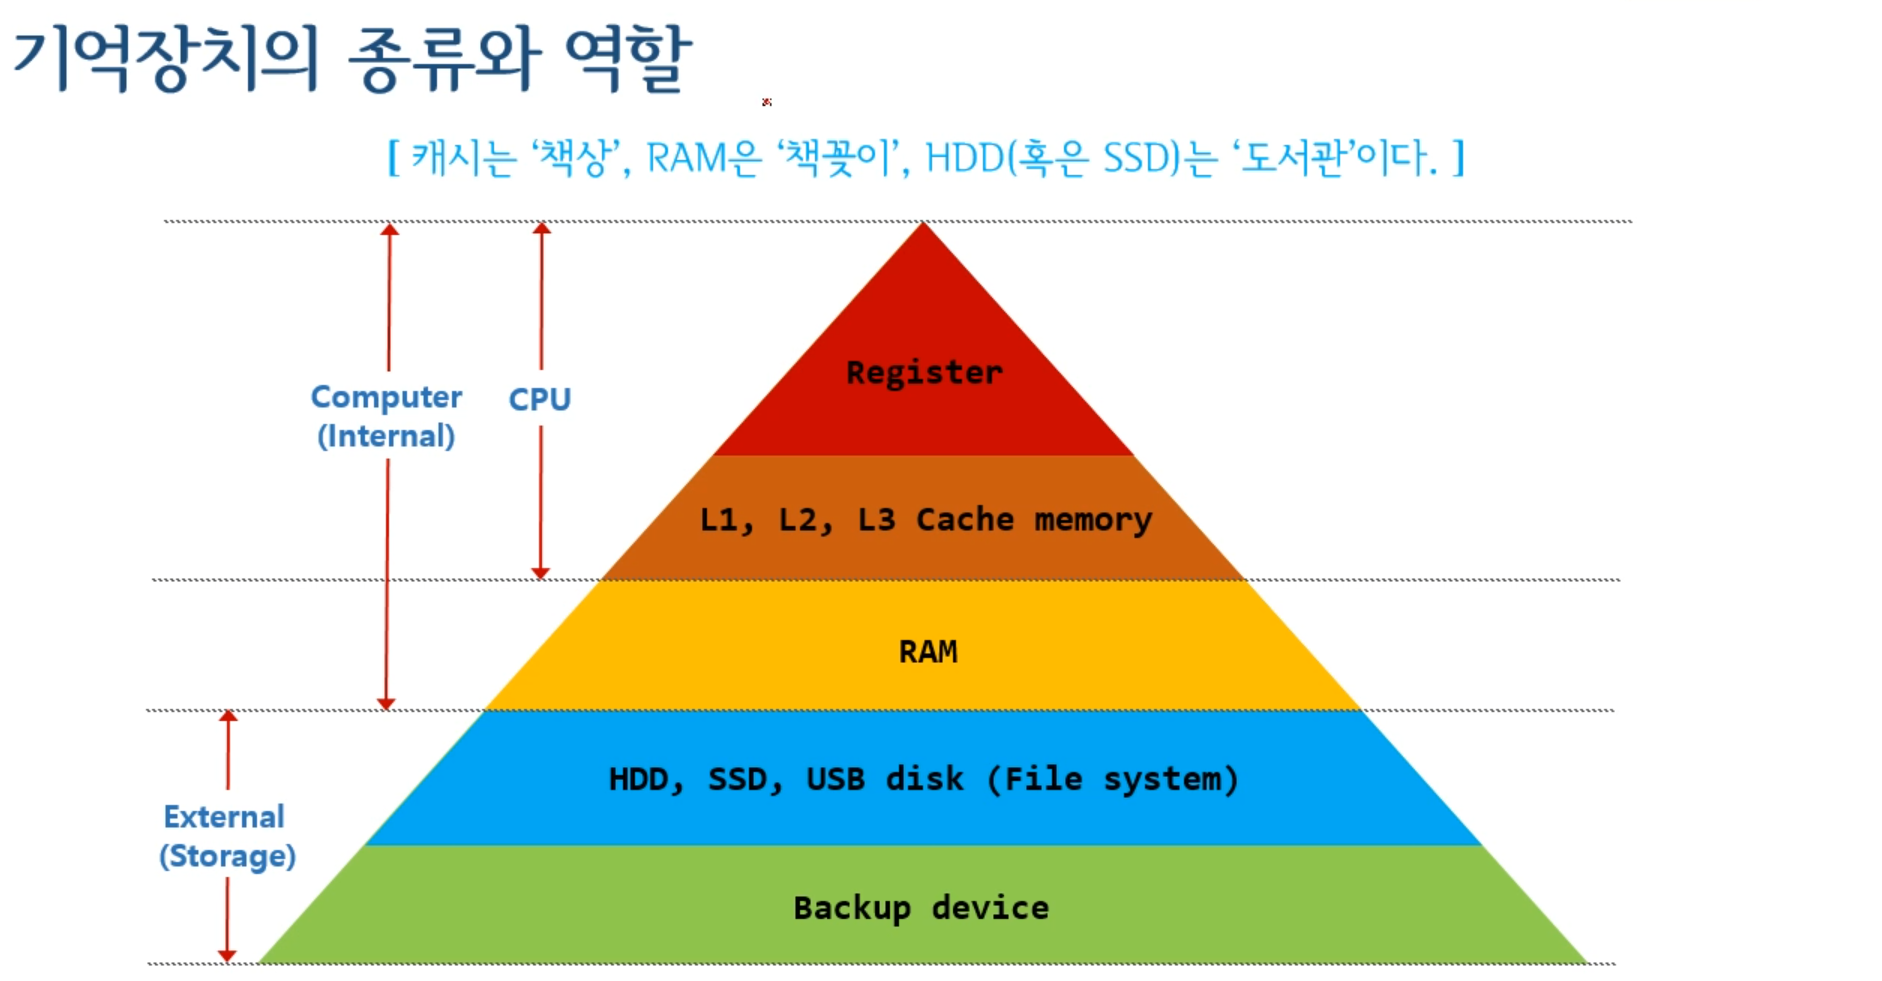 기억장치의 종류와 역할
[ 캐시는 ‘책상’, RAM은 ‘책꽂이’, HDD(혹은 SSD)는 ‘도서관’이다. ]
Register
Computer
(Internal)
CPU
L1, L2, L3 Cache memory
RAM
HDD, SSD, USB disk (File system)
External
(Storage)
Backup device